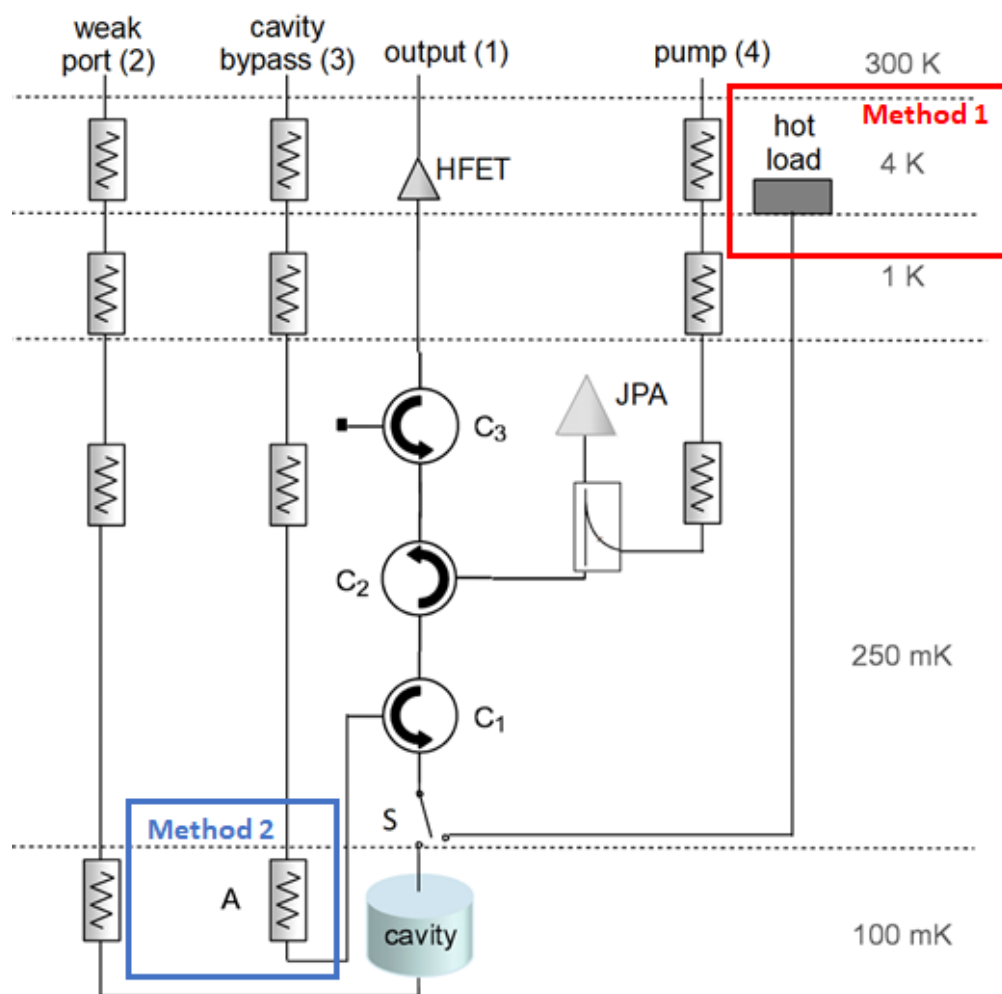 weak
port (2)
cavity
bypass (3)
output (1)
pump (4)
300 K
Method 1
hot
load
4 K
HFET
1 K
JPA
C3
C2
250 mK
C1
S
Method 2
A
cavity
100 mK